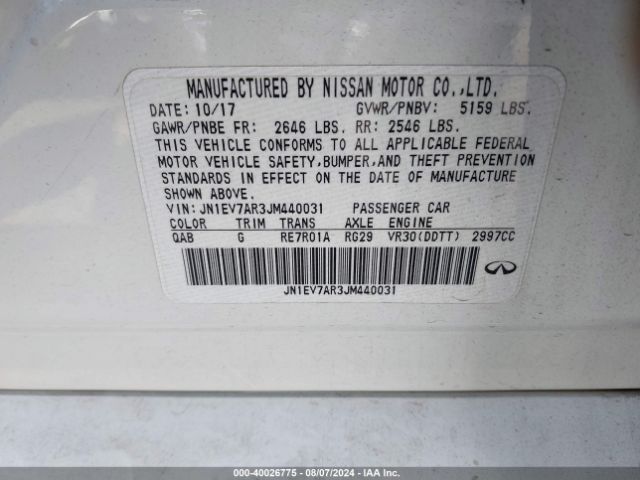 MANUFACTURED BY NISSAN MOTOR CO.,LTD.
DATE: 10/17 GVWR/PNBV: 5159 LBS.
GAWR/PNBE FR: 2646 LBS. RR: 2546 LBS.
THIS VEHICLE CONFORMS TO ALL APPLICABLE FEDERAL
MOTOR VEHICLE SAFETY,BUMPER,AND THEFT PREVENTION
STANDARDS IN EFFECT ON THE DATE OF MANUFACTURE
SHOWN ABOVE.
VIN: JN1EV7AR3JM440031 PASSENGER CAR
COLOR TRIM TRANS AXLE ENGINE
QAB G RE7R01A RG29 VR30(DDTT) 2997CC
JN1EV7AR3JM440031
000-40026775 - 08/07/2024 - IAA Inc.